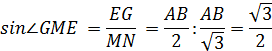 sin∠GME = EG/MN = AB/2 : AB/√3 = √3/2